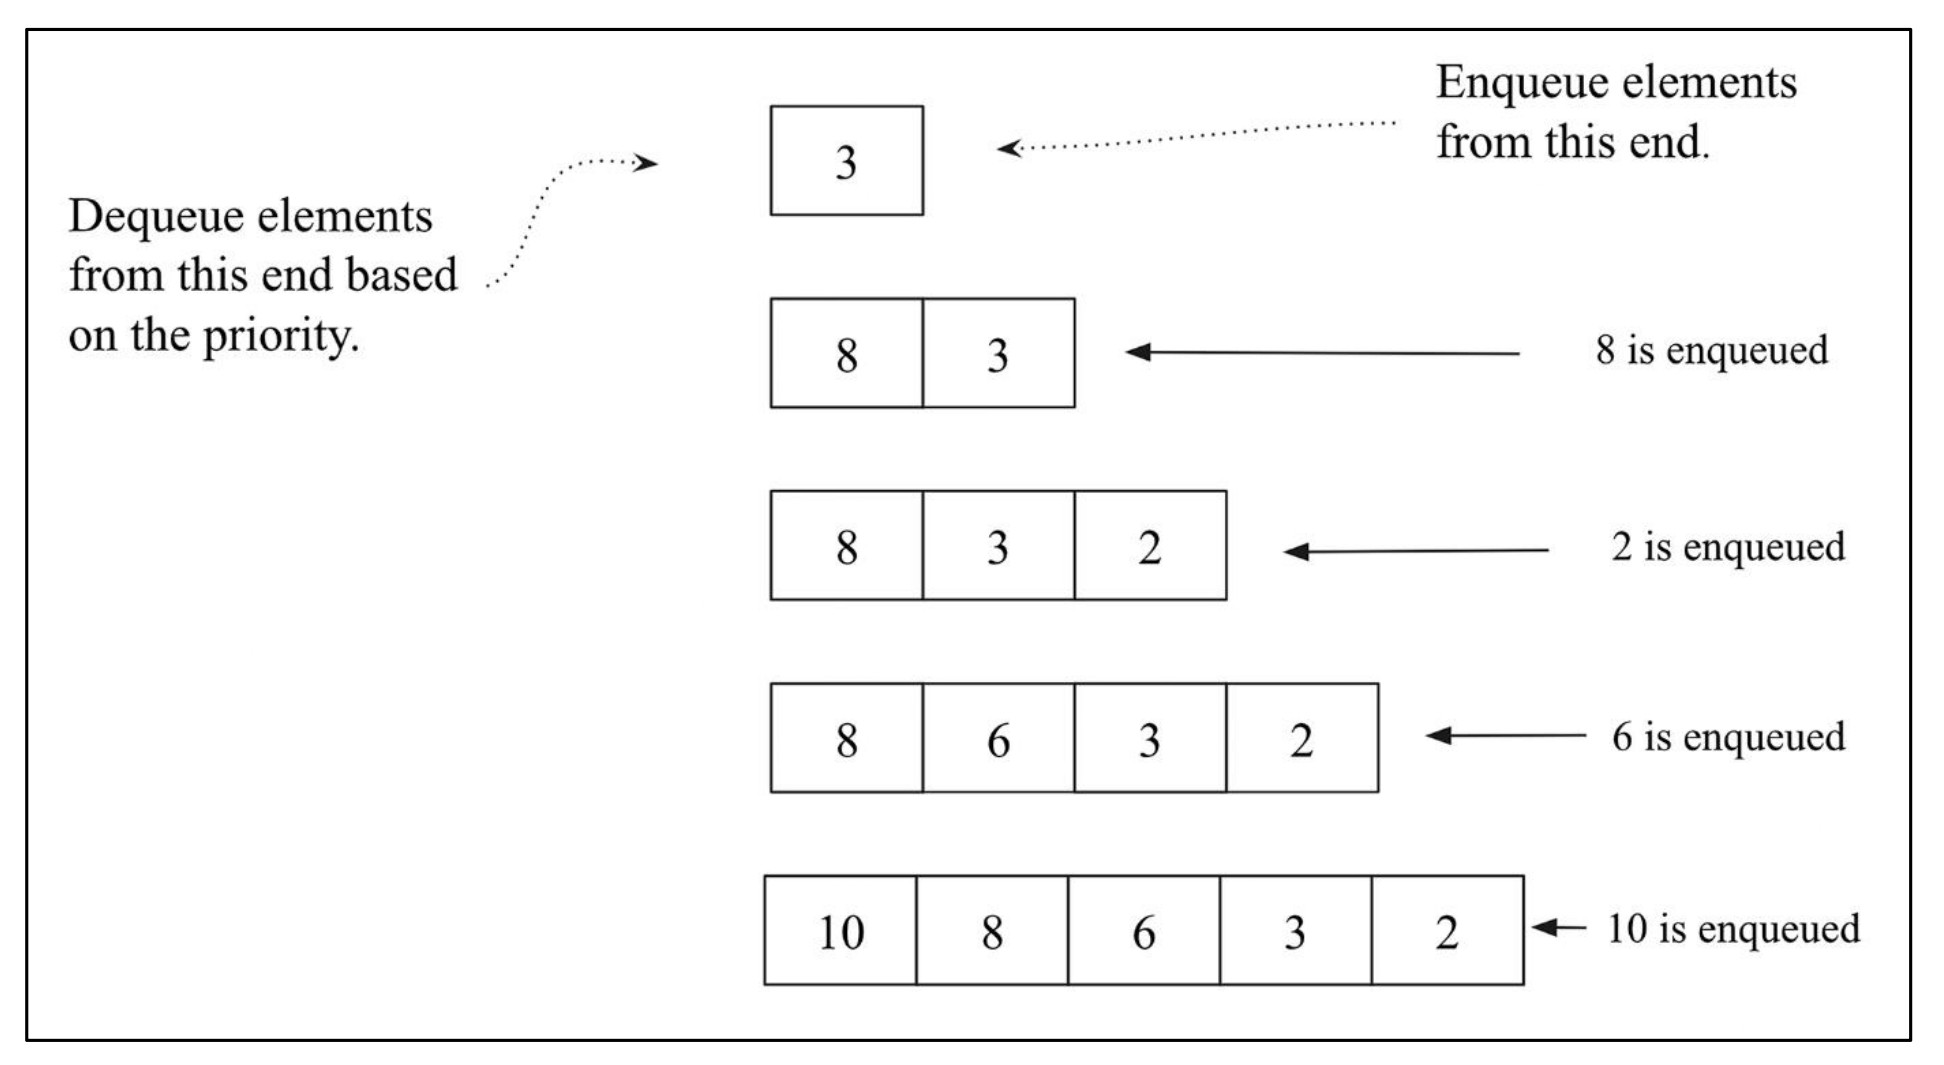 Enqueue elements
from this end.
3
Dequeue elements
from this end based
on the priority.
8 3
8 is enqueued
8 3 2
2 is enqueued
8 6 3 2
6 is enqueued
10 8 6 3 2
10 is enqueued